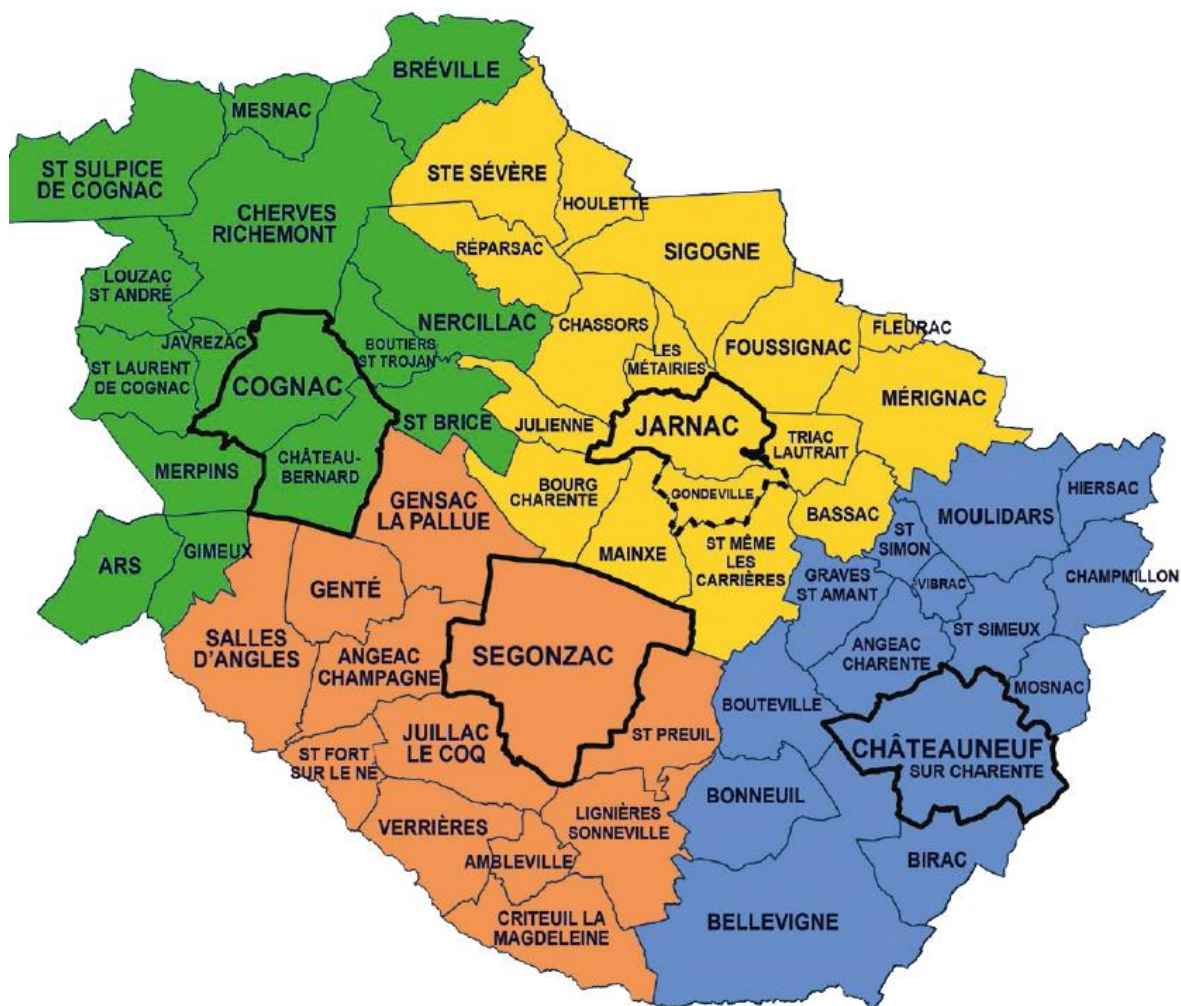 BRÉVILLE
MESNAC
ST SULPICE
DE COGNAC
STE SÉVÈRE
HOULETTE
CHERVES
RICHEMONT
RÉPARSAC
SIGOGNE
LOUZAC
ST ANDRÉ
NERCILLAC
CHASSORS
FLEURAC
JAVREZAC
BOUTIERS
ST TROJAN
LES
MÉTAIRIES
FOUSSIGNAC
ST LAURENT
DE COGNAC
COGNAC
MÉRIGNAC
ST BRICE
JULIENNE
JARNAC
TRIAC
LAUTRAIT
MERPINS
CHÂTEAU-
BERNARD
GENSAC
LA PALLUE
BOURG
CHARENTE
GONDEVILLE
BASSAC
MOULIDARS
HIERSAC
ARS
GIMEUX
GENTÉ
MAINXE
ST MÊME
LES
CARRIÈRES
ST
SIMON
GRAVES
ST AMANT
VIBRAC
CHAMPMILLON
SALLES
D'ANGLES
ANGEAC
CHAMPAGNE
SEGONZAC
ANGEAC
CHARENTE
ST SIMEUX
MOSNAC
BOUTEVILLE
ST FORT
SUR LE NÉ
JUILLAC
LE COQ
ST PREUIL
CHÂTEAUNEUF
SUR CHARENTE
BONNEUIL
VERRIÈRES
LIGNIÈRES
SONNEVILLE
AMBLEVILLE
BIRAC
CRITEUIL LA
MAGDELEINE
BELLEVIGNE